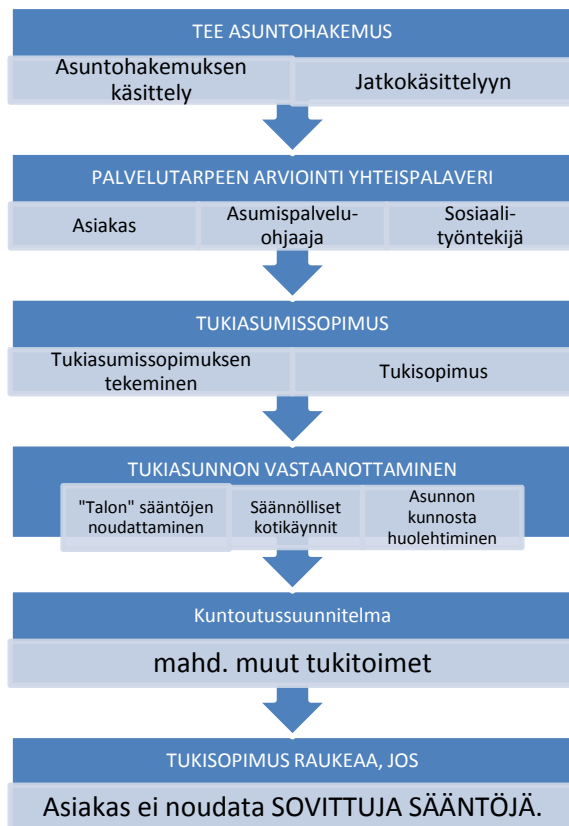 TEE ASUNTOHAKEMUS
Asuntohakemuksen
käsittely
Jatkokäsittelyyn
PALVELUTARPEEN ARVIOINTI YHTEISPALAVERI
Asiakas
Asumispalvelu-
ohjaaja
Sosiaali-
työntekijä
TUKIASUMISSOPIMUS
Tukiasumissopimuksen
tekeminen
Tukisopimus
TUKIASUNNON VASTAANOTTAMINEN
"Talon" sääntöjen
noudattaminen
Säännölliset
kotikäynnit
Asunnon
kunnosta
huolehtiminen
Kuntoutussuunnitelma
mahd. muut tukitoimet
TUKISOPIMUS RAUKEAA, JOS
Asiakas ei noudata SOVITTUJA SÄÄNTÖJÄ.